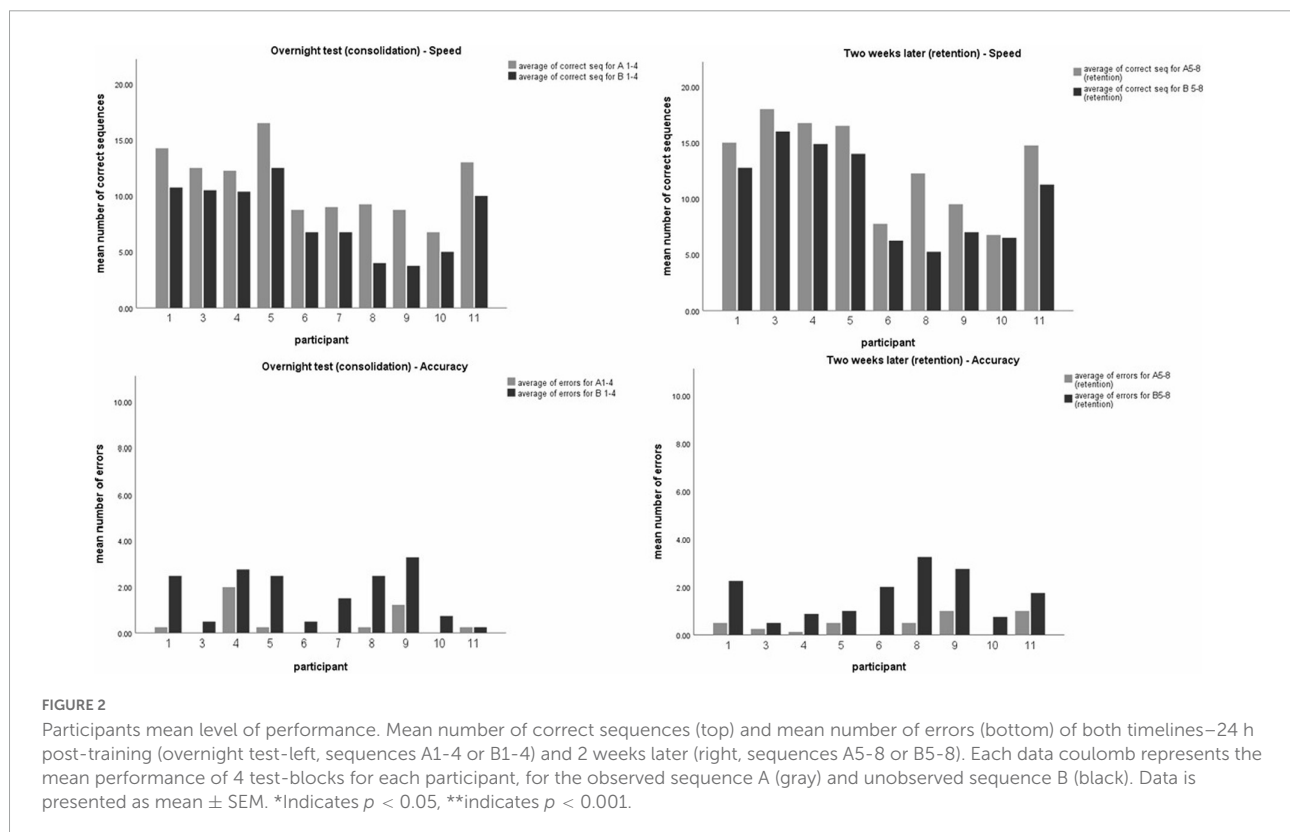 Overnight test (consolidation) - Speed
average of correct seq for A 1-4
average of correct seq for B 1-4
mean number of correct sequences
20.00
15.00
10.00
5.00
0.00
1 3 4 5 6 7 8 9 10 11
participant
Two weeks later (retention) - Speed
average of correct seq for A5-8
(retention)
average of correct seq for B 5-8
(retention)
mean number of correct sequences
20.00
15.00
10.00
5.00
0.00
1 3 4 5 6 8 9 10 11
participant
Overnight test (consolidation) - Accuracy
average of errors for A1-4
average of errors for B 1-4
mean number of errors
10.00
8.00
6.00
4.00
2.00
0.00
1 3 4 5 6 7 8 9 10 11
participant
Two weeks later (retention) - Accuracy
average of errors for A5-8
(retention)
average of errors for B5-8
(retention)
mean number of errors
10.00
8.00
6.00
4.00
2.00
0.00
1 3 4 5 6 8 9 10 11
participant
FIGURE 2
Participants mean level of performance. Mean number of correct sequences (top) and mean number of errors (bottom) of both timelines–24 h
post-training (overnight test-left, sequences A1-4 or B1-4) and 2 weeks later (right, sequences A5-8 or B5-8). Each data coulomb represents the
mean performance of 4 test-blocks for each participant, for the observed sequence A (gray) and unobserved sequence B (black). Data is
presented as mean ± SEM. *Indicates p < 0.05, **indicates p < 0.001.